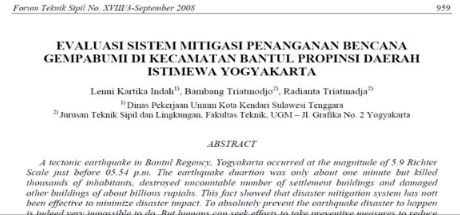 Forum Teknik Sipil No. XVIII/3-September 2008 959
EVALUASI SISTEM MITIGASI PENANGANAN BENCANA
GEMPABUMI DI KECAMATAN BANTUL PROPINSI DAERAH
ISTIMEWA YOGYAKARTA
Lenni Kartika Indah1), Bambang Triatmodjo2), Radianta Triatmadja2)
1) Dinas Pekerjaan Umum Kota Kendari Sulawesi Tenggara
2) Jurusan Teknik Sipil dan Lingkungan, Fakultas Teknik, UGM – Jl. Grafika No. 2 Yogyakarta
ABSTRACT
A tectonic earthquake in Bantul Regency, Yogyakarta occurred at the magnitude of 5.9 Richter
Scale just before 05.54 p.m. The earthquake duartion was only about one minute but killed
thousands of inhabitants, destroyed uncountable number of settlement buildings and damaged
other buildings of about billions rupiahs. This fact showed that disaster mitigation system has nott
been effective to minimize disaster impact. To absolutely prevent the earthquake disaster to happen
is indeed very impossible to do. But humans can seek efforts to take preventive measures to reduce